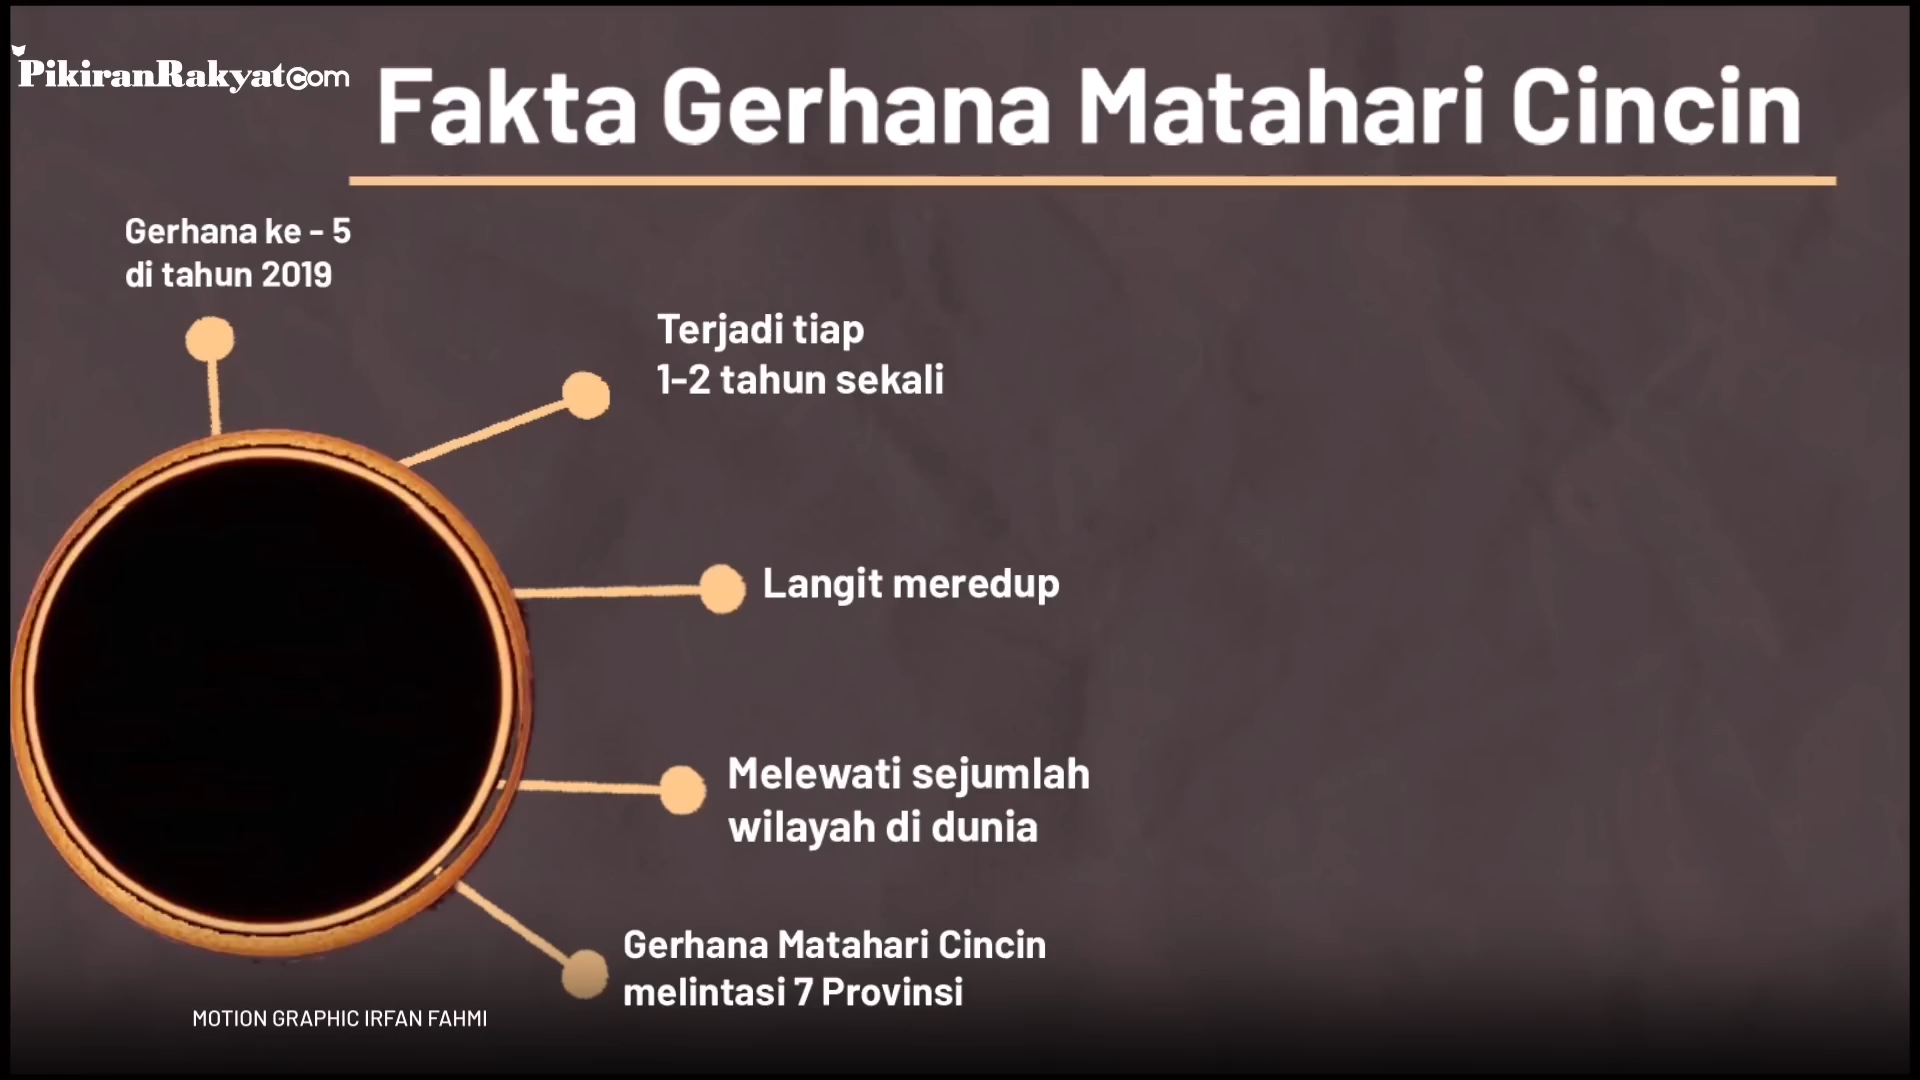 PikiranRakyat.com
Fakta Gerhana Matahari Cincin
Gerhana ke - 5
di tahun 2019
Terjadi tiap
1-2 tahun sekali
Langit meredup
Melewati sejumlah
wilayah di dunia
Gerhana Matahari Cincin
melintasi 7 Provinsi
MOTION GRAPHIC IRFAN FAHMI